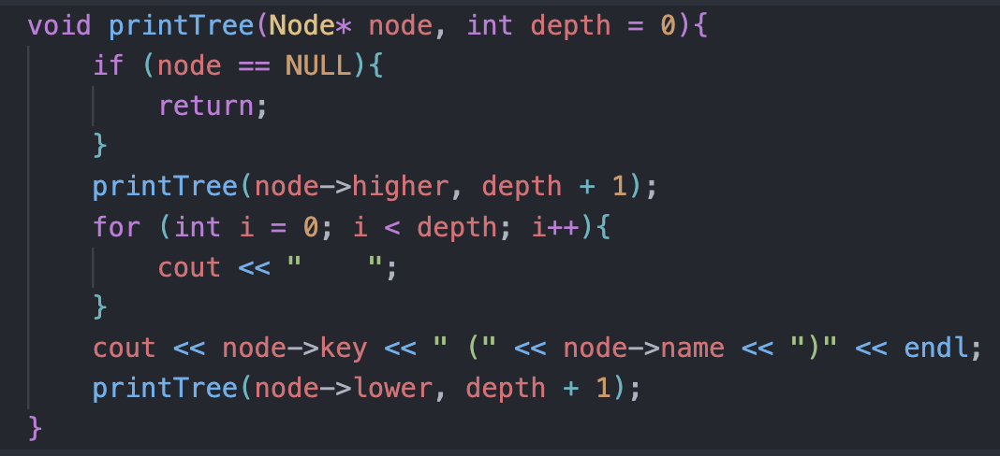 void printTree(Node* node, int depth = 0){
    if (node == NULL){
        return;
    }
    printTree(node->higher, depth + 1);
    for (int i = 0; i < depth; i++){
        cout << "    ";
    }
    cout << node->key << " (" << node->name << ")" << endl;
    printTree(node->lower, depth + 1);
}